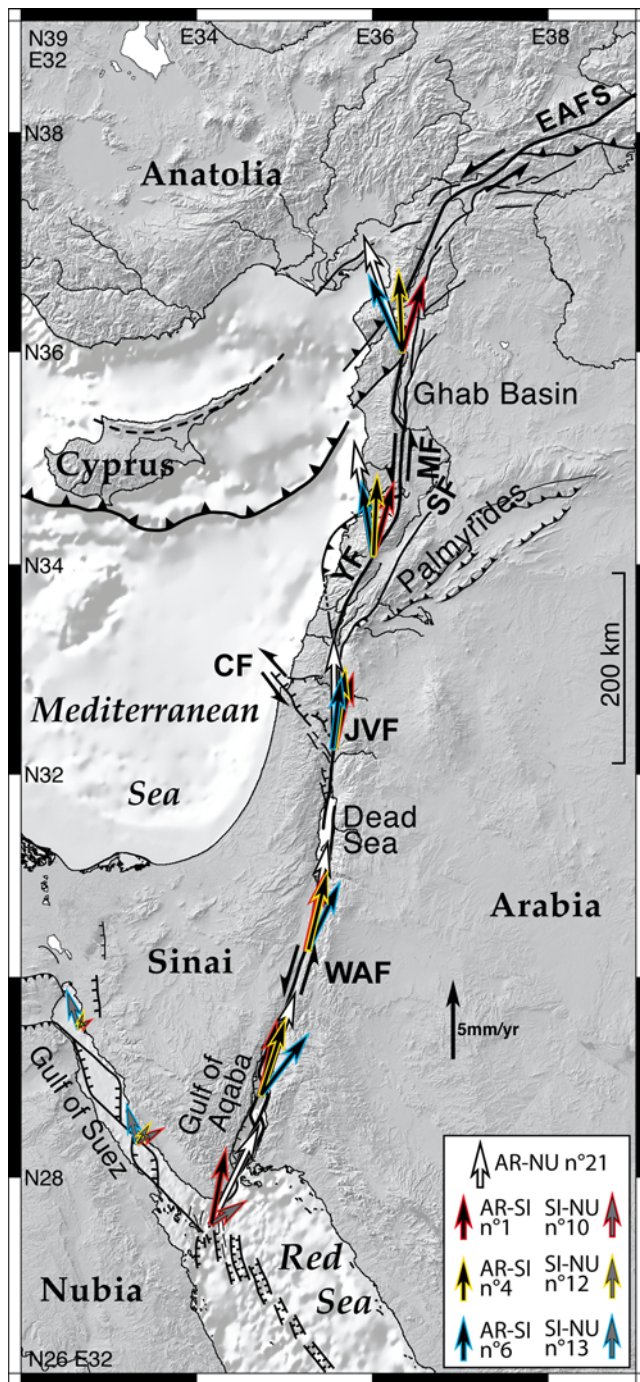 N39
E32
E34
E36
E38
N38
EAFS
Anatolia
N36
Ghab Basin
Cyprus
MF
SF
Palmyrides
N34
YF
CF
200 km
Mediterranean
Sea
JVF
N32
Dead
Sea
Arabia
Sinai
WAF
5mm/yr
Gulf of
Aqaba
Gulf of Suez
N28
Red
Sea
Nubia
N26 E32
AR-NU n°21
AR-SI
n°1
SI-NU
n°10
AR-SI
n°4
SI-NU
n°12
AR-SI
n°6
SI-NU
n°13